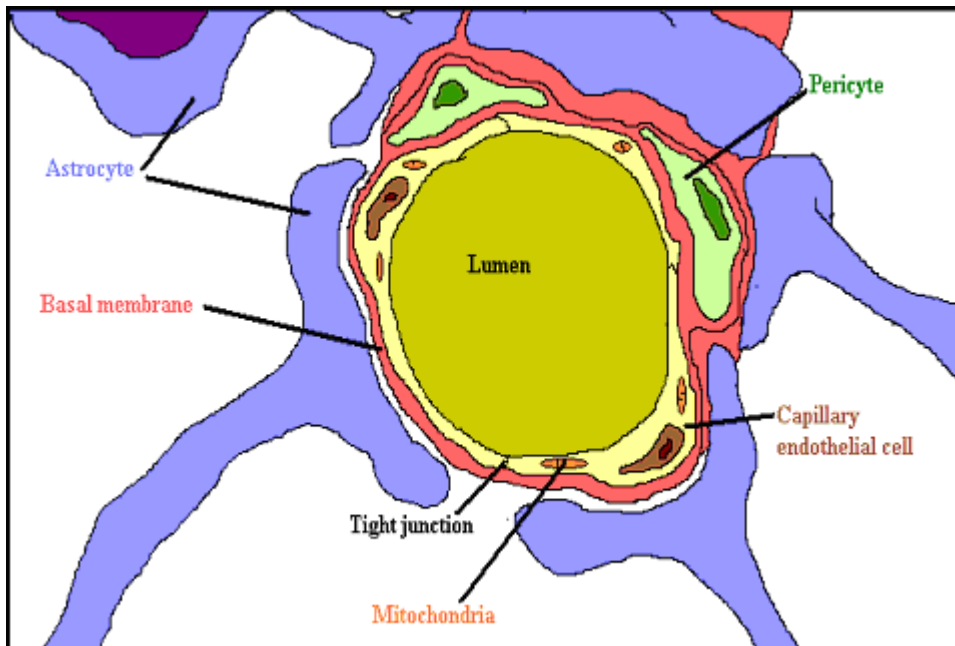 Pericyte
Astrocyte
Lumen
Basal membrane
Capillary
endothelial cell
Tight junction
Mitochondria